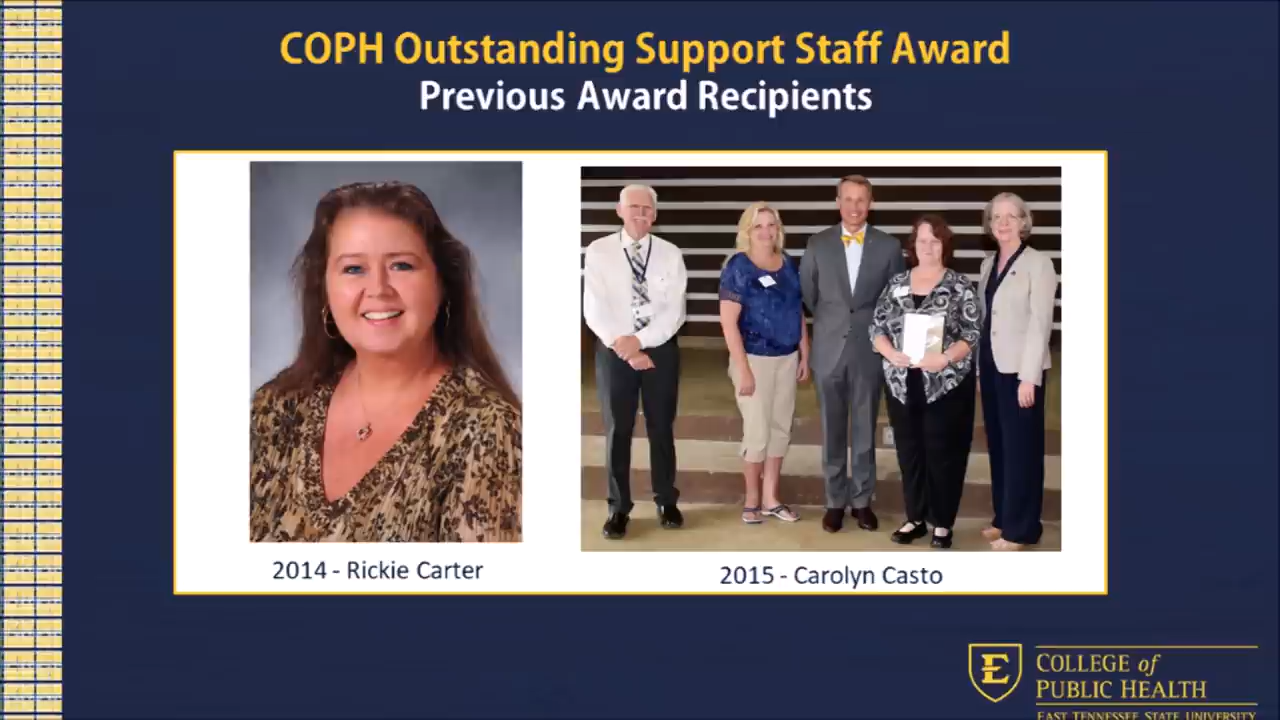 COPH Outstanding Support Staff Award
Previous Award Recipients
2014 - Rickie Carter
2015 - Carolyn Casto
E
COLLEGE of
PUBLIC HEALTH
EAST TENNESSEE STATE UNIVERSITY